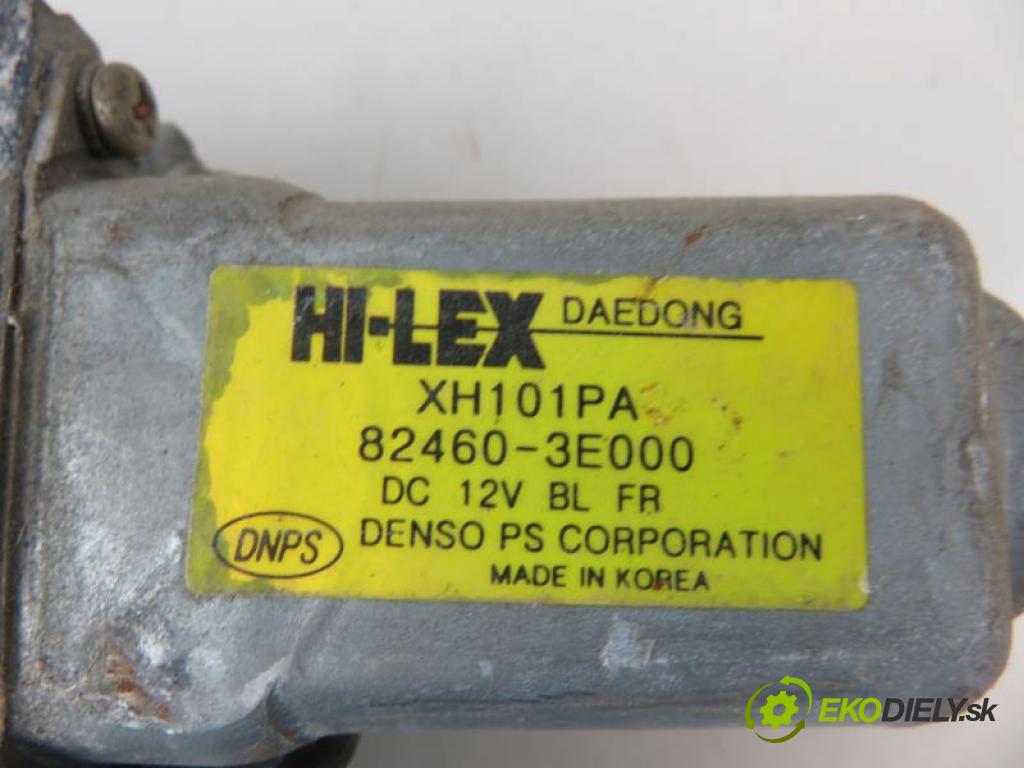 HI-LEX DAEDONG
XH101PA
82460-3E000
DC 12V BL FR
DNPS DENSO PS CORPORATION
MADE IN KOREA
EKODIELY.sk